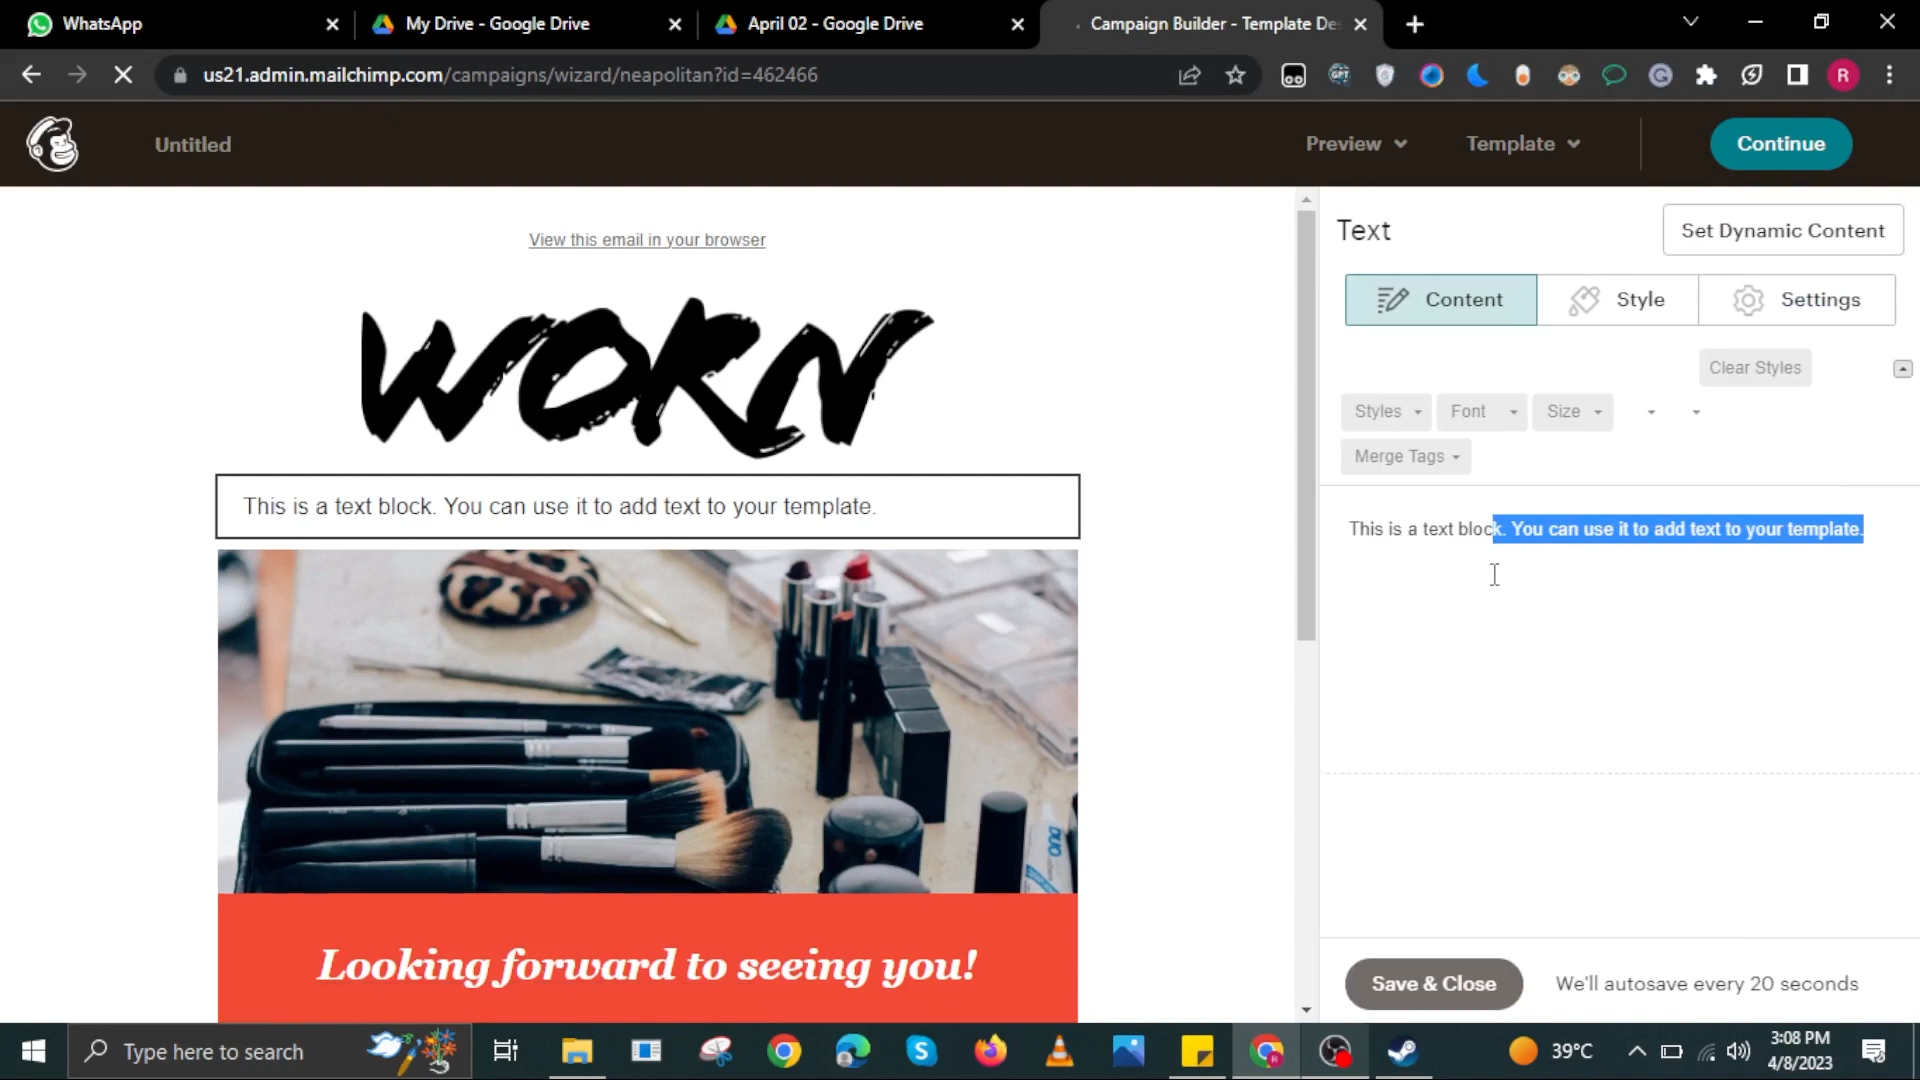 WhatsApp
My Drive - Google Drive
April 02 - Google Drive
Campaign Builder - Template De
us21.admin.mailchimp.com/campaigns/wizard/neapolitan?id=462466
GPT
R
Untitled
Preview
Template
Continue
View this email in your browser
WORN
This is a text block. You can use it to add text to your template.
DUO
Looking forward to seeing you!
Text
Set Dynamic Content
Content
Style
Settings
Clear Styles
Styles
Font
Size
Merge Tags
This is a text block. You can use it to add text to your template.
Save & Close
We'll autosave every 20 seconds
Type here to search
39°C
3:08 PM
4/8/2023